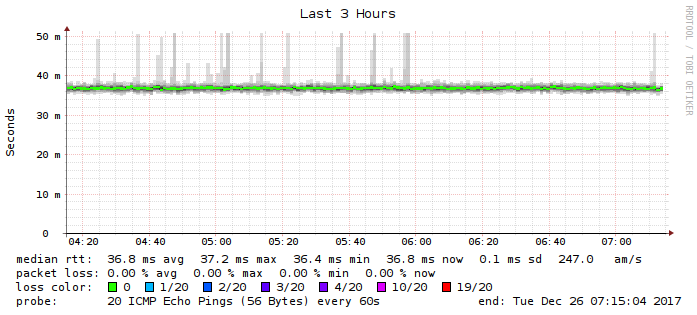 Last 3 Hours
RRDTOOL / TOBI OETIKER
Seconds
50 m
40 m
30 m
20 m
10 m
0
04:20 04:40 05:00 05:20 05:40 06:00 06:20 06:40 07:00
median rtt: 36.8 ms avg 37.2 ms max 36.4 ms min 36.8 ms now 0.1 ms sd 247.0 am/s
packet loss: 0.00 % avg 0.00 % max 0.00 % min 0.00 % now
loss color: 0 1/20 2/20 3/20 4/20 10/20 19/20
probe: 20 ICMP Echo Pings (56 Bytes) every 60s end: Tue Dec 26 07:15:04 2017